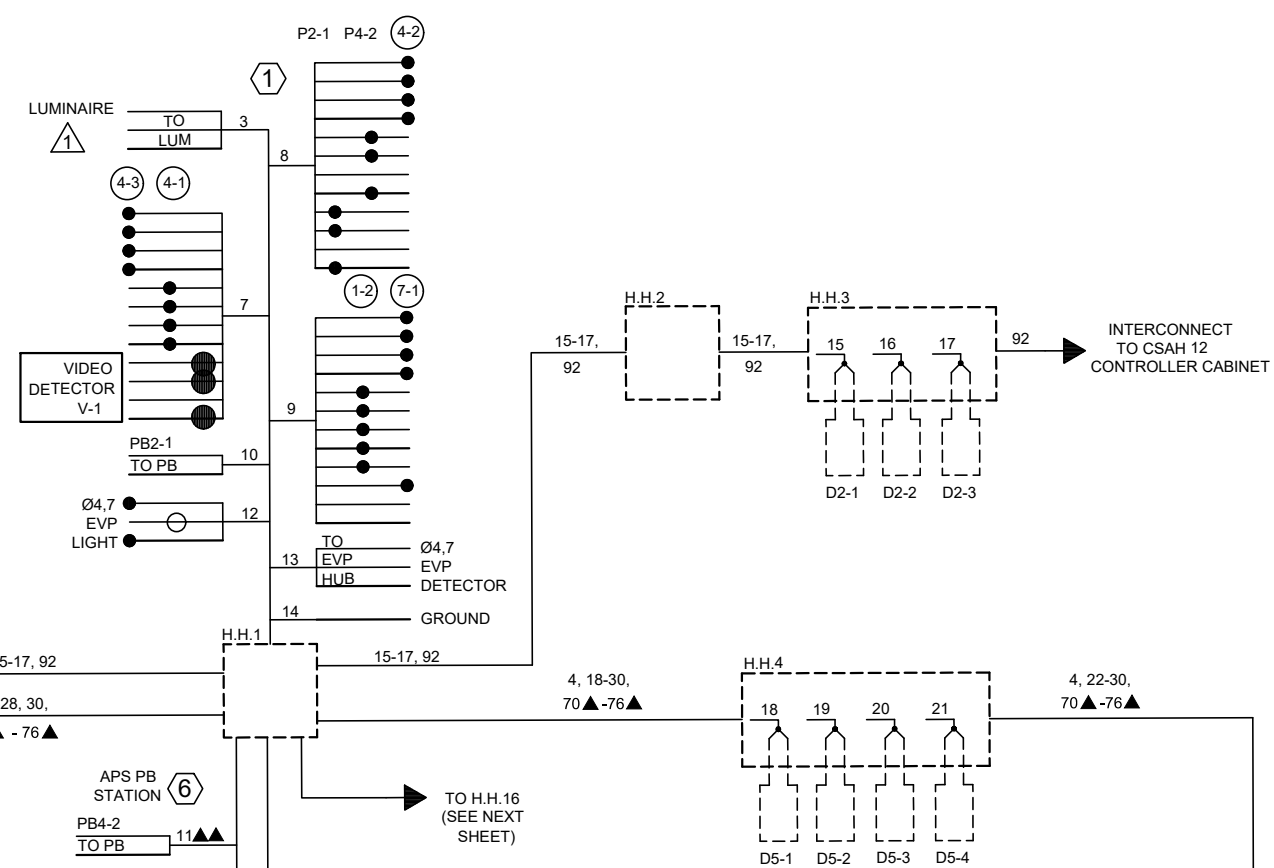 P2-1 P4-2 4-2
1
LUMINAIRE
1
TO
LUM
3
8
4-3 4-1
7
VIDEO
DETECTOR
V-1
1-2 7-1
9
PB2-1
TO PB
10
Ø4,7
EVP
LIGHT
12
13
TO
EVP
HUB
Ø4,7
EVP
DETECTOR
14
GROUND
H.H.1
5-17, 92
28, 30,
- 76▲
15-17, 92
15-17,
92
H.H.2
15-17,
92
H.H.3
15 16 17
92
INTERCONNECT
TO CSAH 12
CONTROLLER CABINET
D2-1 D2-2 D2-3
4, 18-30,
70▲-76▲
H.H.4
18 19 20 21
4, 22-30,
70▲-76▲
D5-1 D5-2 D5-3 D5-4
APS PB
STATION
6
PB4-2
TO PB
11▲▲
TO H.H.16
(SEE NEXT
SHEET)